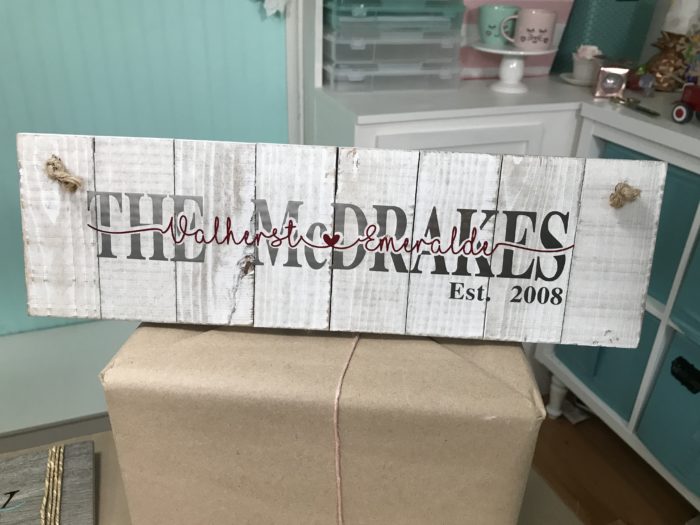 THE McDRAKES
Valherst Emeralde
Est. 2008